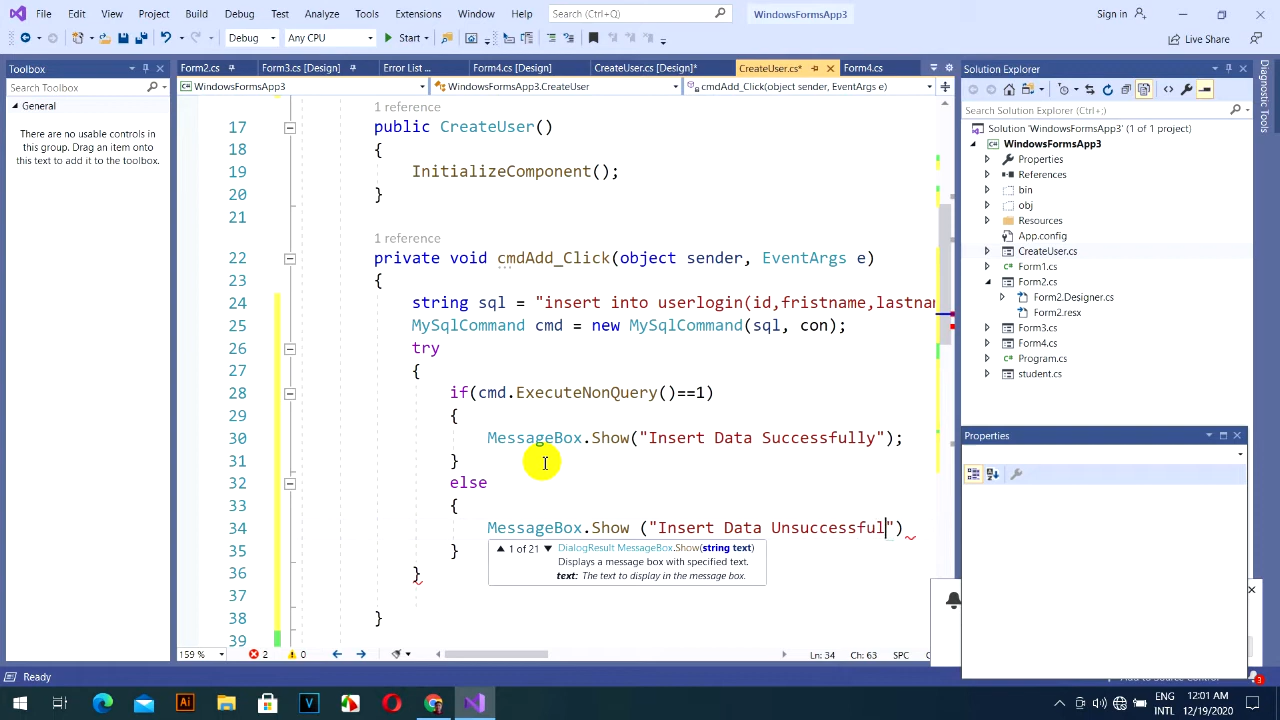 File Edit View Git Project Build Debug Test Analyze Tools Extensions Window Help Search (Ctrl+Q) WindowsFormsApp3 Sign in
Debug Any CPU Start Live Share
Toolbox
Search Toolbox
General
There are no usable controls in
this group. Drag an item onto
this text to add it to the toolbox.
Form2.cs Form3.cs [Design] Error List ... Form4.cs [Design] CreateUser.cs [Design]* CreateUser.cs* Form4.cs
WindowsFormsApp3 WindowsFormsApp3.CreateUser cmdAdd_Click(object sender, EventArgs e)
1 reference
17 public CreateUser()
18 {
19 InitializeComponent();
20 }
21
1 reference
22 private void cmdAdd_Click(object sender, EventArgs e)
23 {
24 string sql = "insert into userlogin(id,fristname,lastnam
25 MySqlCommand cmd = new MySqlCommand(sql, con);
26 try
27 {
28 if(cmd.ExecuteNonQuery()==1)
29 {
30 MessageBox.Show("Insert Data Successfully");
31 }
32 else
33 {
34 MessageBox.Show ("Insert Data Unsuccessful")
35 }
1 of 21 DialogResult MessageBox.Show(string text)
Displays a message box with specified text.
text: The text to display in the message box.
36 }
37
38 }
39
159 % 2 0 Ln: 34 Ch: 63 SPC
Ready
Solution Explorer
Search Solution Explorer (Ctrl+;)
Solution 'WindowsFormsApp3' (1 of 1 project)
WindowsFormsApp3
Properties
References
bin
obj
Resources
App.config
CreateUser.cs
Form1.cs
Form2.cs
Form2.Designer.cs
Form2.resx
Form3.cs
Form4.cs
Program.cs
student.cs
Properties
Diagnostic Tools
3
ENG
INTL
12:01 AM
12/19/2020